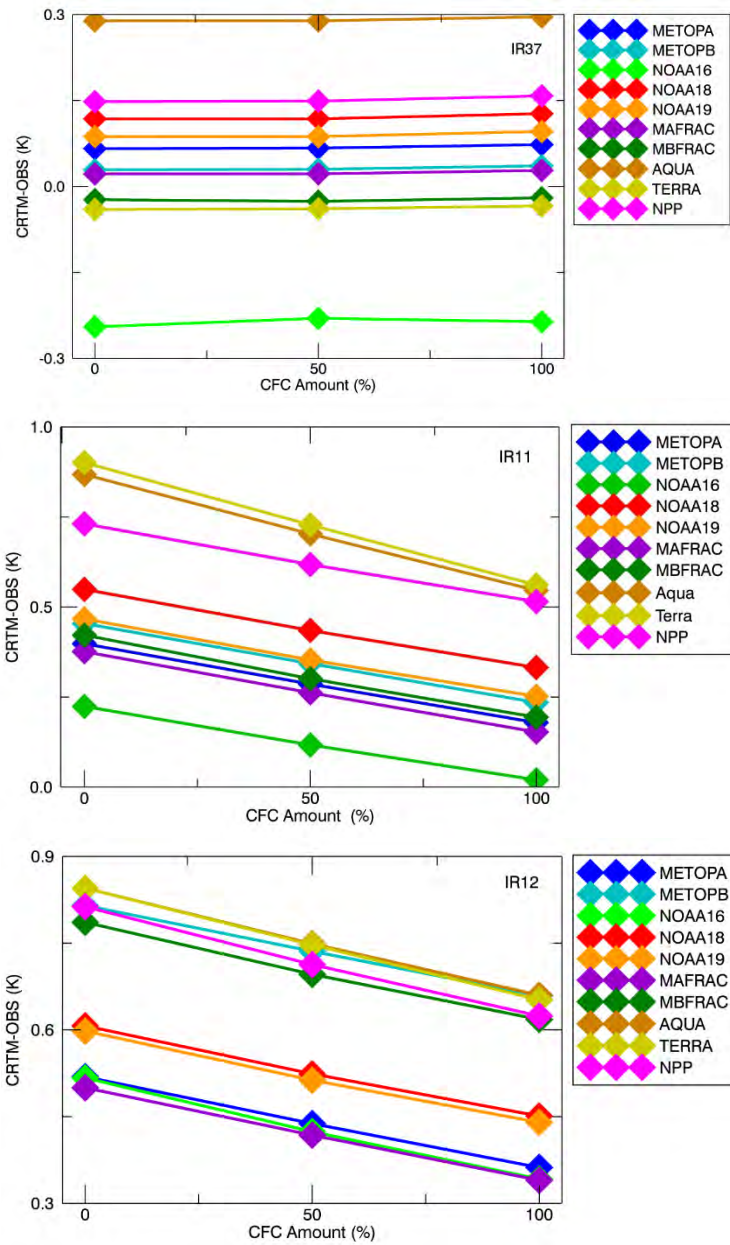 0.3
IR37
CRTM-OBS (K)
0.0
-0.3
0 50 100
CFC Amount (%)
METOPA
METOPB
NOAA16
NOAA18
NOAA19
MAFRAC
MBFRAC
AQUA
TERRA
NPP
1.0
IR11
CRTM-OBS (K)
0.5
0.0
0 50 100
CFC Amount (%)
METOPA
METOPB
NOAA16
NOAA18
NOAA19
MAFRAC
MBFRAC
Aqua
Terra
NPP
0.9
IR12
CRTM-OBS (K)
0.6
0.3
0 50 100
CFC Amount (%)
METOPA
METOPB
NOAA16
NOAA18
NOAA19
MAFRAC
MBFRAC
AQUA
TERRA
NPP